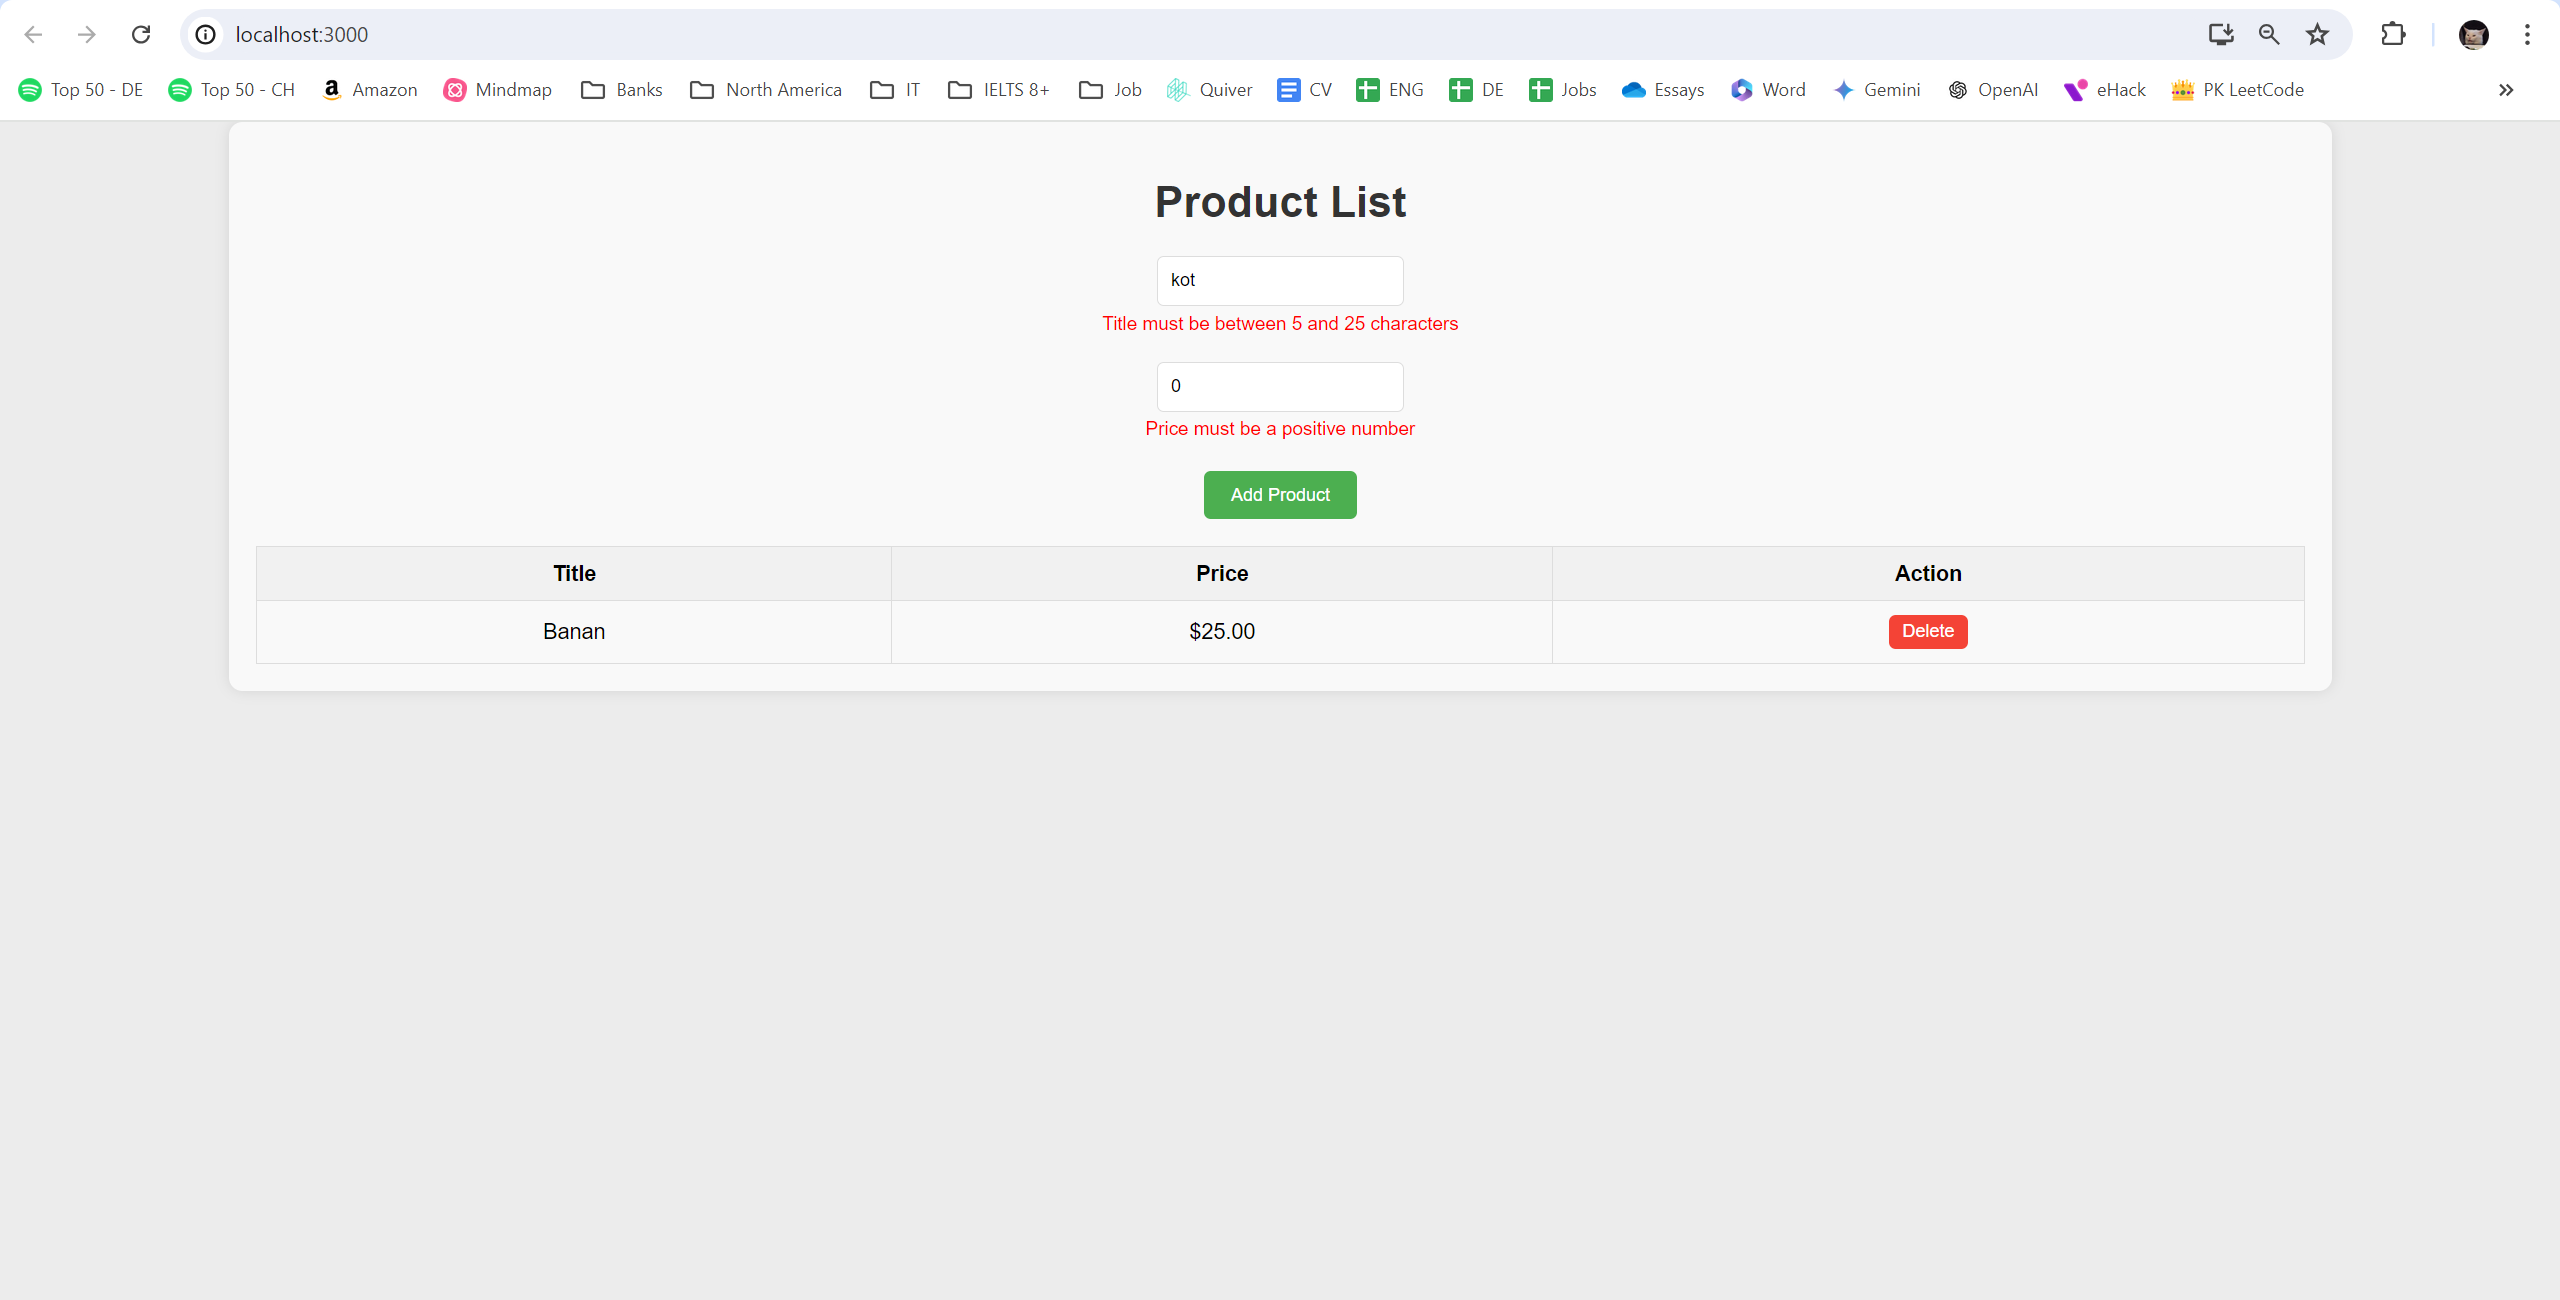 localhost:3000
Top 50 - DE Top 50 - CH Amazon Mindmap Banks North America IT IELTS 8+ Job Quiver CV ENG DE Jobs Essays Word Gemini OpenAI eHack PK LeetCode
Product List
kot
Title must be between 5 and 25 characters
0
Price must be a positive number
Add Product
Title Price Action
Banan $25.00 Delete